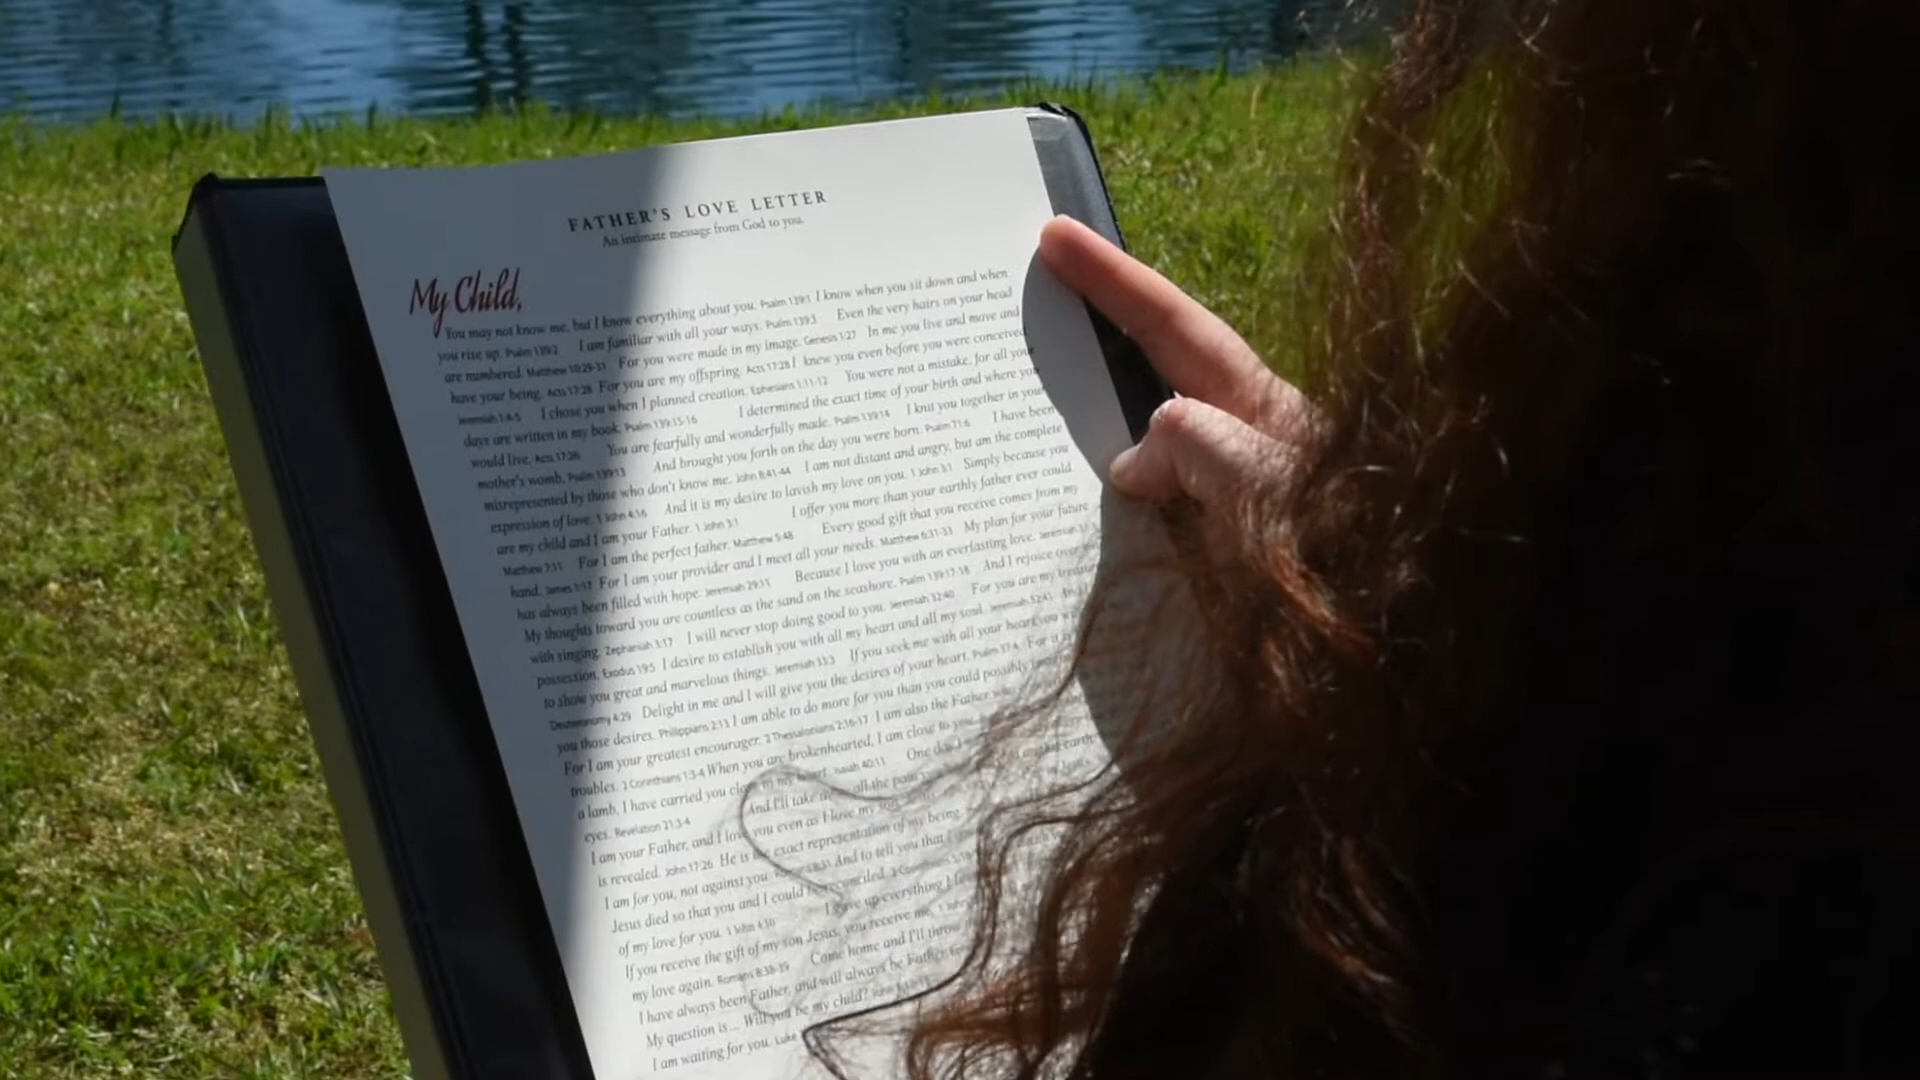 FATHER'S LOVE LETTER
An intimate message from God to you.
My Child,
You may not know me, but I know everything about you. Psalm 139:1 I know when you sit down and when
you rise up. Psalm 139:2 I am familiar with all your ways. Psalm 139:3 Even the very hairs on your head
are numbered. Matthew 10:29-31 For you were made in my image. Genesis 1:27 In me you live and move and
have your being. Acts 17:28 For you are my offspring. Acts 17:28 I knew you even before you were conceived.
Jeremiah 1:4-5 I chose you when I planned creation. Ephesians 1:11-12 You were not a mistake, for all your
days are written in my book. Psalm 139:15-16 I determined the exact time of your birth and where you
would live. Acts 17:26 You are fearfully and wonderfully made. Psalm 139:14 I knit you together in your
mother's womb. Psalm 139:13 And brought you forth on the day you were born. Psalm 71:6 I have been
misrepresented by those who don't know me. John 8:41-44 I am not distant and angry, but am the complete
expression of love. 1 John 4:16 And it is my desire to lavish my love on you. 1 John 3:1 Simply because you
are my child and I am your Father. 1 John 3:1 I offer you more than your earthly father ever could.
Matthew 7:11 For I am the perfect father. Matthew 5:48 Every good gift that you receive comes from my
hand. James 1:17 For I am your provider and I meet all your needs. Matthew 6:31-33 My plan for your future
has always been filled with hope. Jeremiah 29:11 Because I love you with an everlasting love. Jeremiah 31:3
My thoughts toward you are countless as the sand on the seashore. Psalm 139:17-18 And I rejoice over
with singing. Zephaniah 3:17 I will never stop doing good to you. Jeremiah 32:40 For you are my treasured
possession. Exodus 19:5 I desire to establish you with all my heart and all my soul. Jeremiah 32:41 And I
to show you great and marvelous things. Jeremiah 33:3 If you seek me with all your heart, you
Deuteronomy 4:29 Delight in me and I will give you the desires of your heart. Psalm 37:4 For it
you those desires. Philippians 2:13 I am able to do more for you than you could possibly
For I am your greatest encourager. 2 Thessalonians 2:16-17 I am also the Father who
troubles. 2 Corinthians 1:3-4 When you are brokenhearted, I am close to you
a lamb, I have carried you close to my heart. Isaiah 40:11 One day on earth
eyes. Revelation 21:3-4 And I'll take all the pain
I am your Father, and I love you even as I love my
is revealed. John 17:26 He is the exact representation of my being
I am for you, not against you. And to tell you that
Jesus died so that you and I could be reconciled.
of my love for you. 1 John 4:10 I gave up everything I
If you receive the gift of my son Jesus, you receive me.
my love again. Romans 8:38-39 Come home and I'll throw
I have always been Father, and will always be Father.
My question is... Will you be my child?
I am waiting for you. Luke